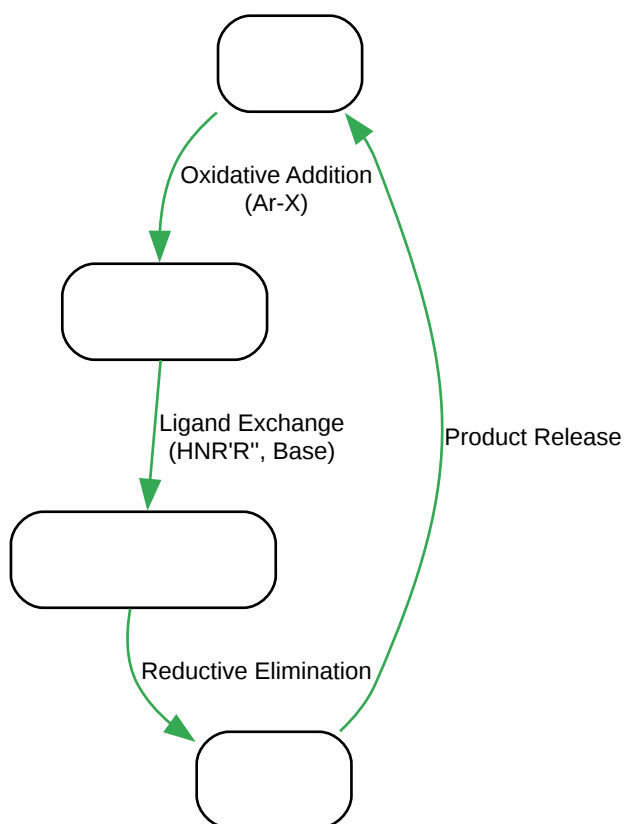 Oxidative Addition
(Ar-X)
Ligand Exchange
(HNR'R'', Base)
Product Release
Reductive Elimination